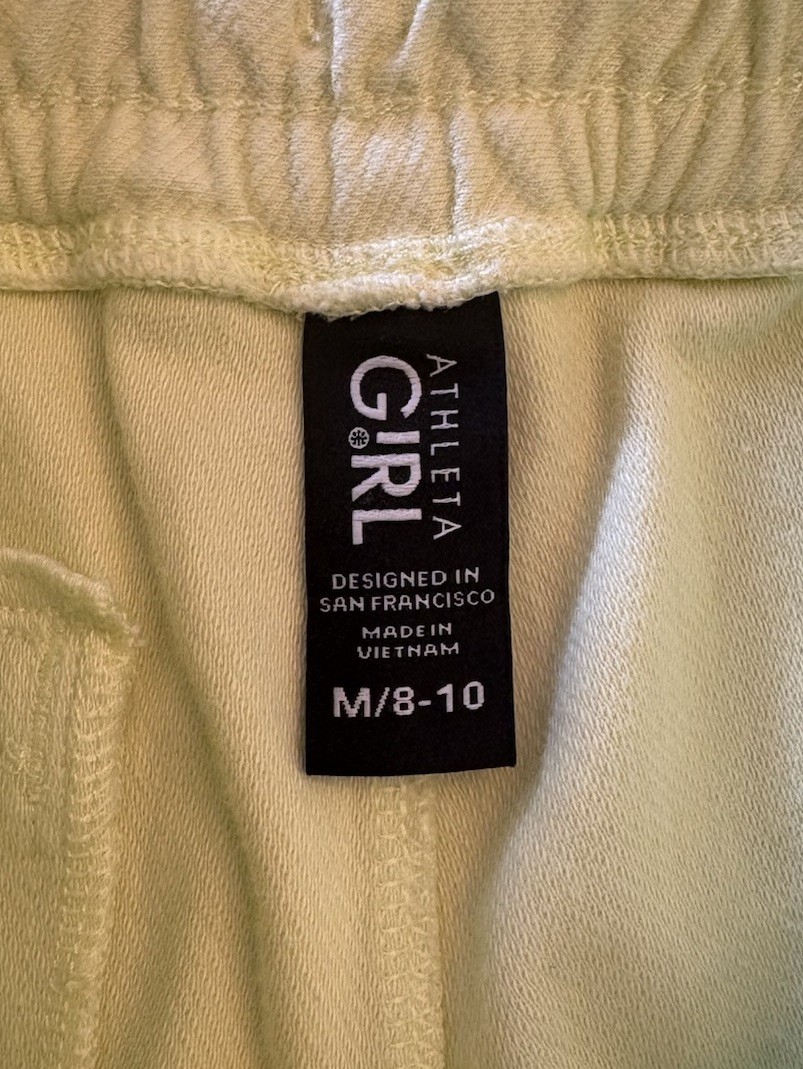 ATHLETA
GIRL
DESIGNED IN
SAN FRANCISCO
MADE IN
VIETNAM
M/8-10